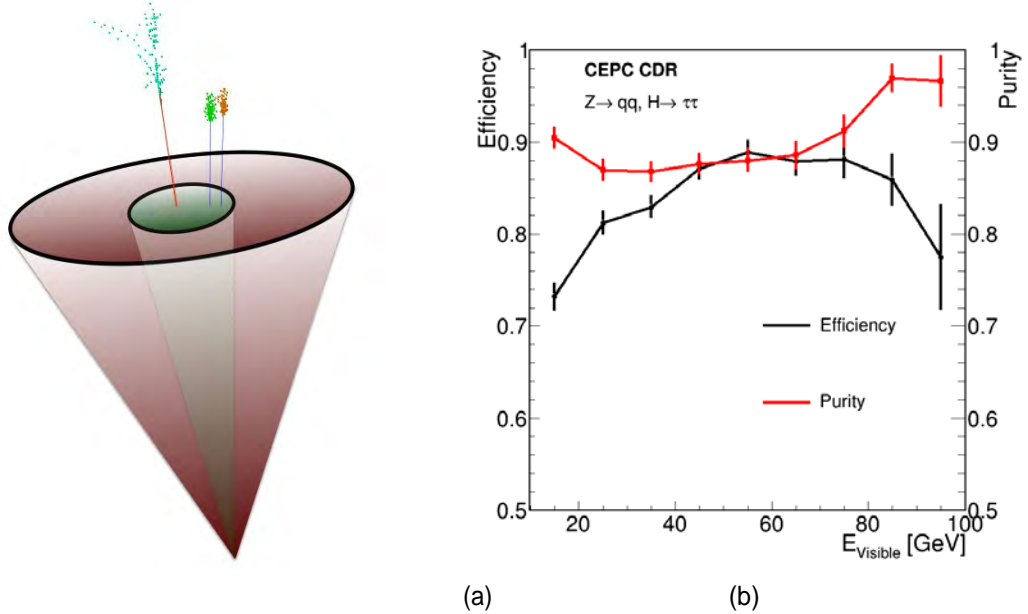 CEPC CDR
Z→ qq, H→ ττ
Efficiency
Purity
1
0.9
0.8
0.7
0.6
0.5
1
0.9
0.8
0.7
0.6
0.5
Efficiency
Purity
20 40 60 80 100
E_Visible [GeV]
(a) (b)